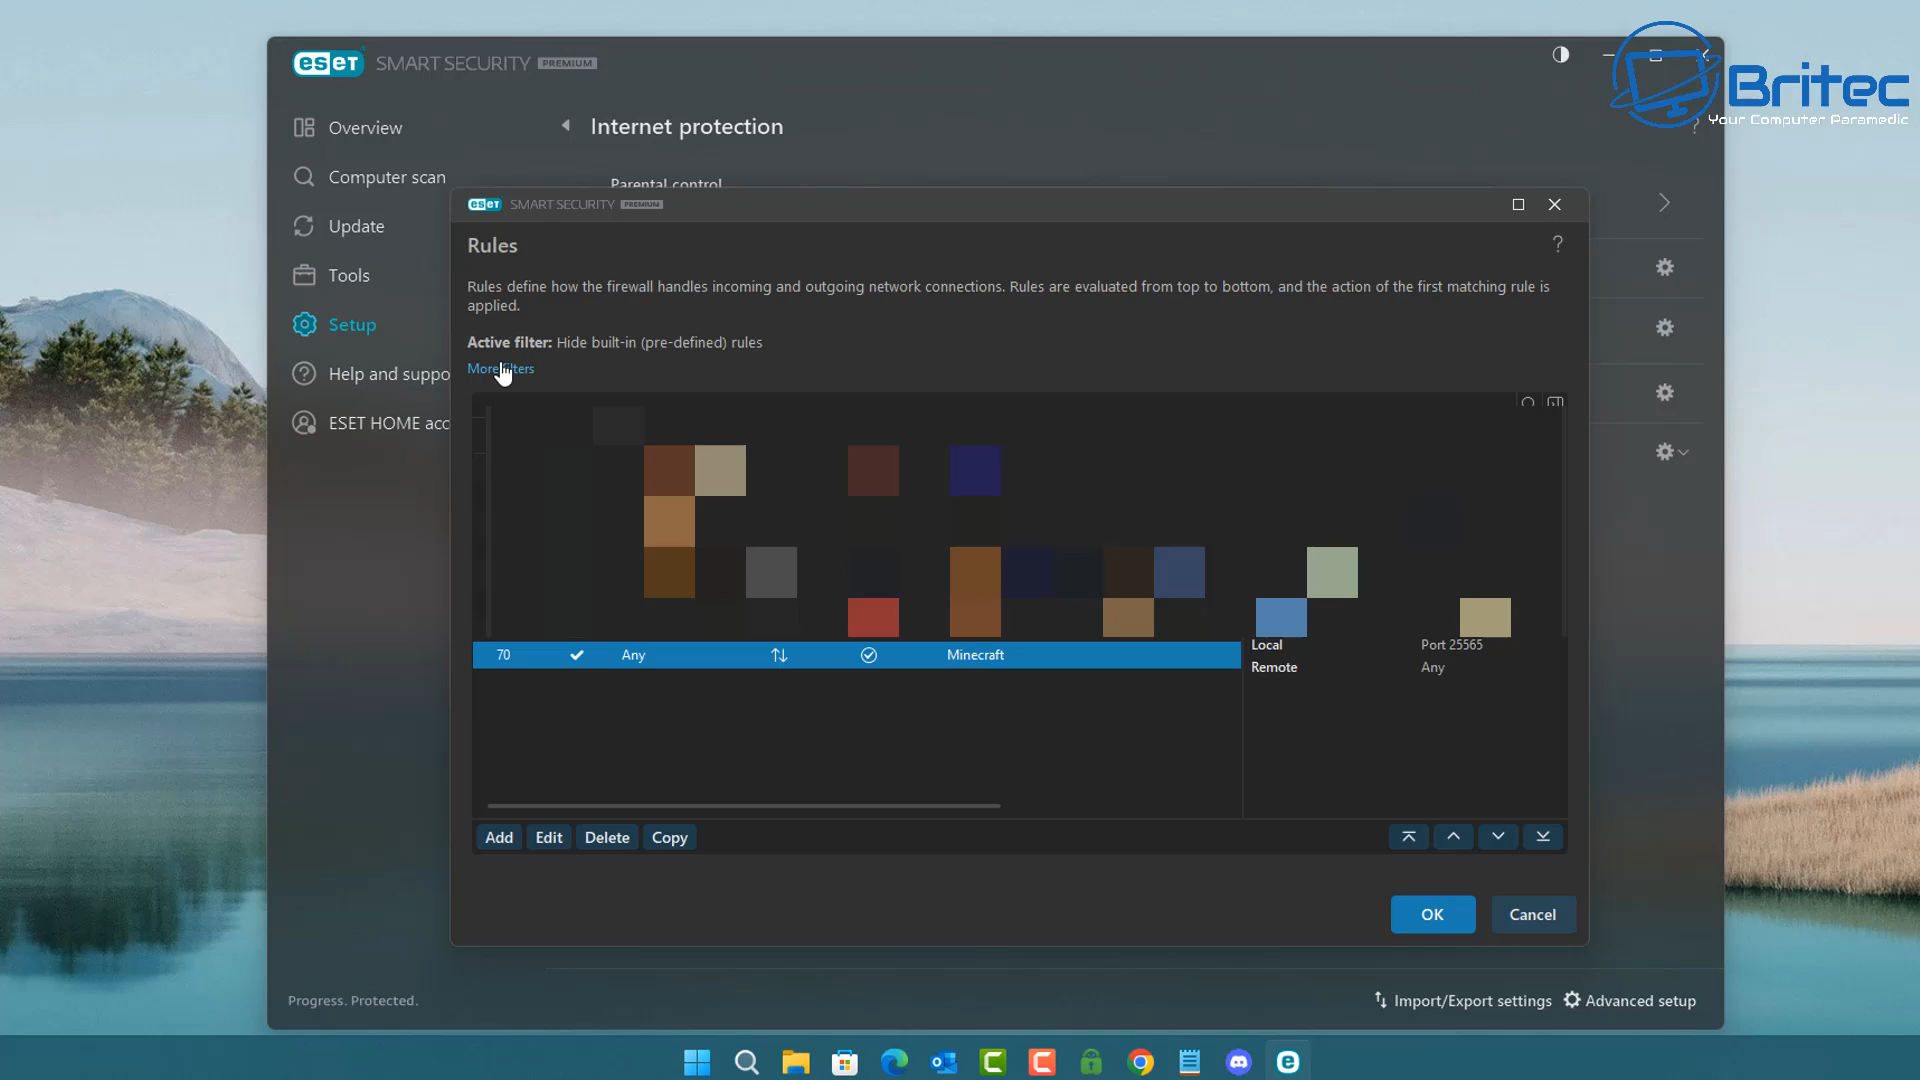 eset SMART SECURITY PREMIUM
Britec
Your Computer Paramedic
Overview
Internet protection
?
Computer scan
Parental control
eset SMART SECURITY PREMIUM
Update
Rules
?
Tools
Rules define how the firewall handles incoming and outgoing network connections. Rules are evaluated from top to bottom, and the action of the first matching rule is
applied.
Setup
Active filter: Hide built-in (pre-defined) rules
Help and suppo
More filters
ESET HOME acc
70 Any Minecraft
Local Port 25565
Remote Any
Add Edit Delete Copy
OK Cancel
Progress. Protected.
Import/Export settings Advanced setup